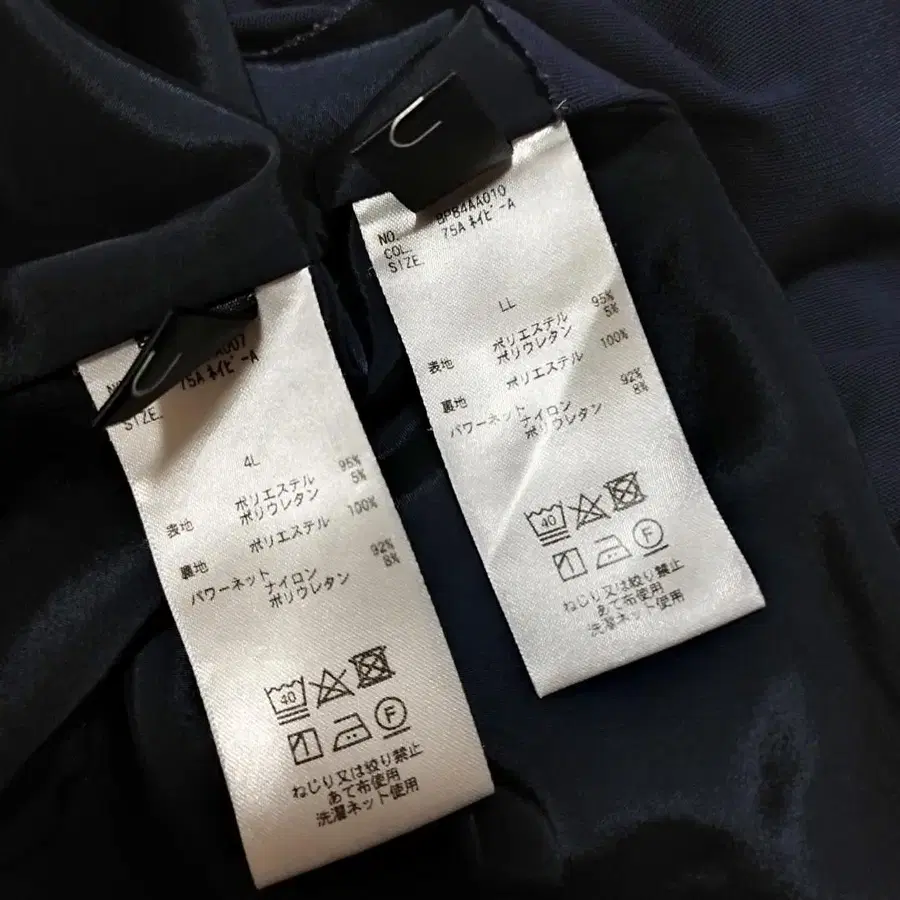 SIZE.
A007
75A ネイビーA
4L
表地
ポリエステル 95%
ポリウレタン 5%
裏地
ポリエステル 100%
パワーネット
ナイロン 92%
ポリウレタン 8%
40
F
ねじり又は絞り禁止
あて布使用
洗濯ネット使用
NO. BP84AA010
COL. 75A ネイビーA
SIZE.
LL
表地
ポリエステル 95%
ポリウレタン 5%
裏地
ポリエステル 100%
パワーネット
ナイロン 92%
ポリウレタン 8%
40
F
ねじり又は絞り禁止
あて布使用
洗濯ネット使用